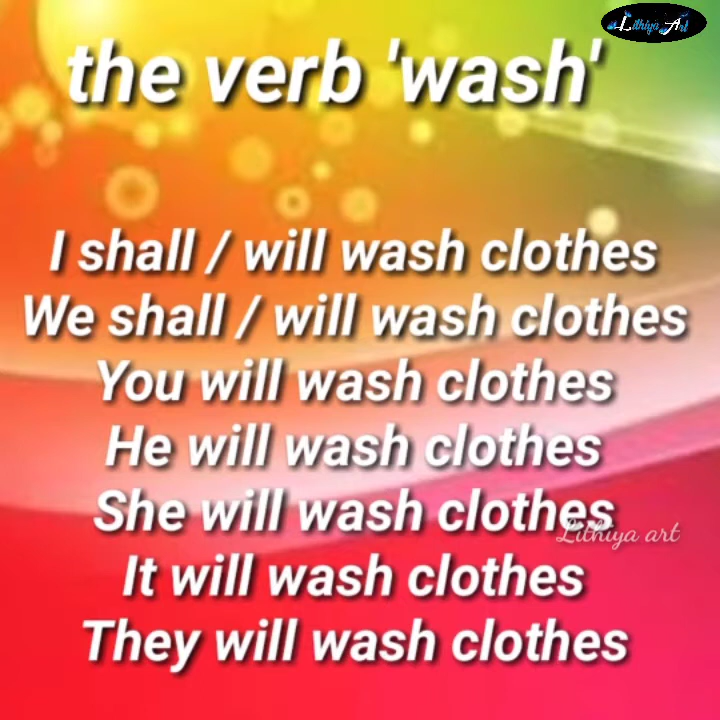 Lithiya Art
the verb 'wash'
I shall / will wash clothes
We shall / will wash clothes
You will wash clothes
He will wash clothes
She will wash clothes
Lithiya art
It will wash clothes
They will wash clothes